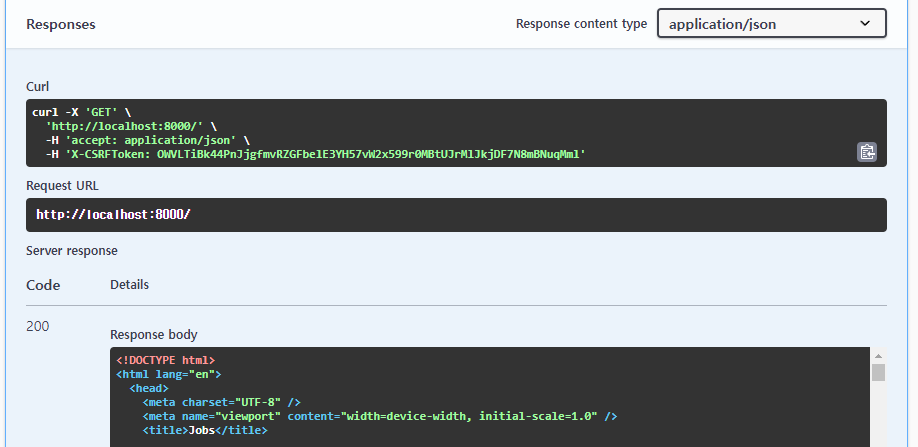 Responses
Response content type
application/json
Curl
curl -X 'GET' \
'http://localhost:8000/' \
-H 'accept: application/json' \
-H 'X-CSRFToken: OWVLTiBk44PnJjgfmvRZGFbelE3YH57vW2x599r0MBtUJrMlJkjDF7N8mBNuqMml'
Request URL
http://localhost:8000/
Server response
Code
Details
200
Response body
<!DOCTYPE html>
<html lang="en">
<head>
<meta charset="UTF-8" />
<meta name="viewport" content="width=device-width, initial-scale=1.0" />
<title>Jobs</title>